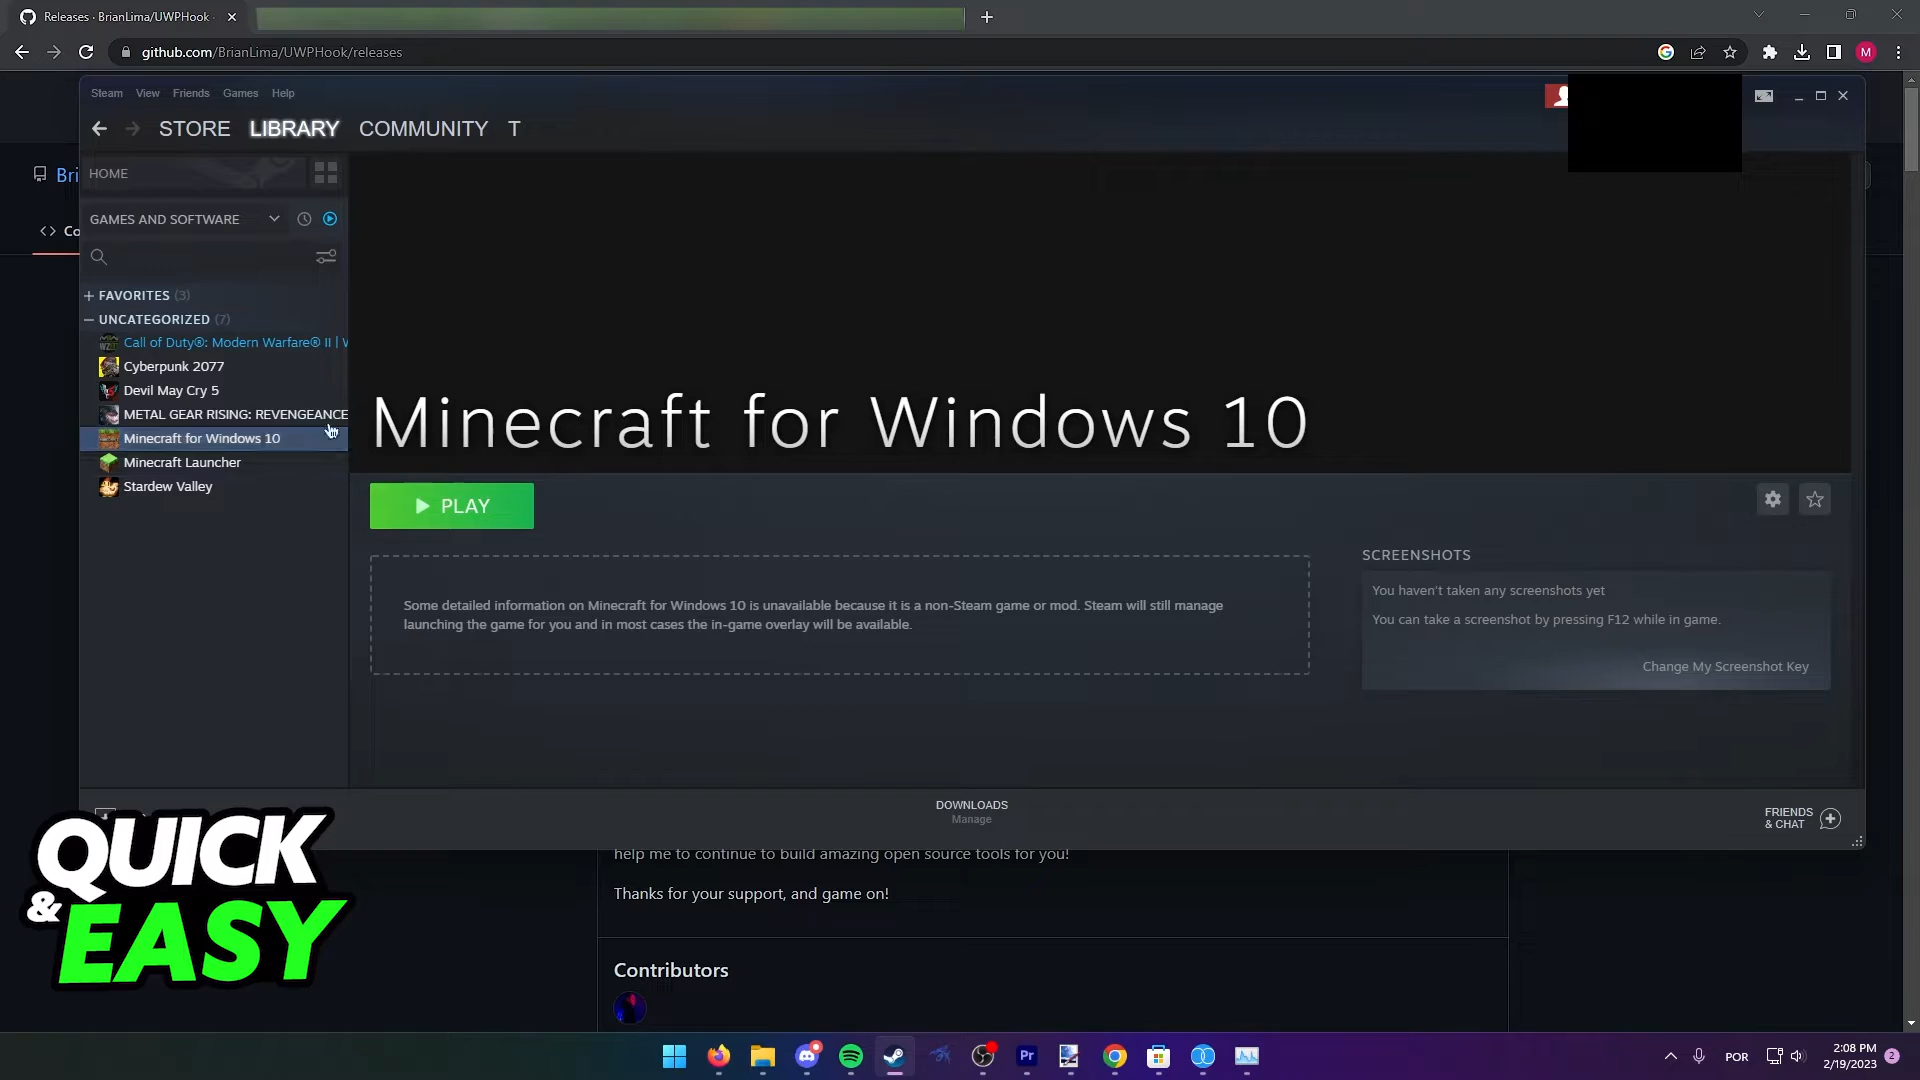 Releases · BrianLima/UWPHook
github.com/BrianLima/UWPHook/releases
M
Steam View Friends Games Help
STORE LIBRARY COMMUNITY T
Bri
HOME
GAMES AND SOFTWARE
Co
FAVORITES (3)
UNCATEGORIZED (7)
Call of Duty®: Modern Warfare® II | W
Cyberpunk 2077
Devil May Cry 5
METAL GEAR RISING: REVENGEANCE
Minecraft for Windows 10
Minecraft Launcher
Stardew Valley
Minecraft for Windows 10
PLAY
Some detailed information on Minecraft for Windows 10 is unavailable because it is a non-Steam game or mod. Steam will still manage
launching the game for you and in most cases the in-game overlay will be available.
SCREENSHOTS
You haven't taken any screenshots yet
You can take a screenshot by pressing F12 while in game.
Change My Screenshot Key
DOWNLOADS
Manage
FRIENDS
& CHAT
help me to continue to build amazing open source tools for you!
Thanks for your support, and game on!
Contributors
QUICK
& EASY
Pr
POR
2:08 PM
2/19/2023
2